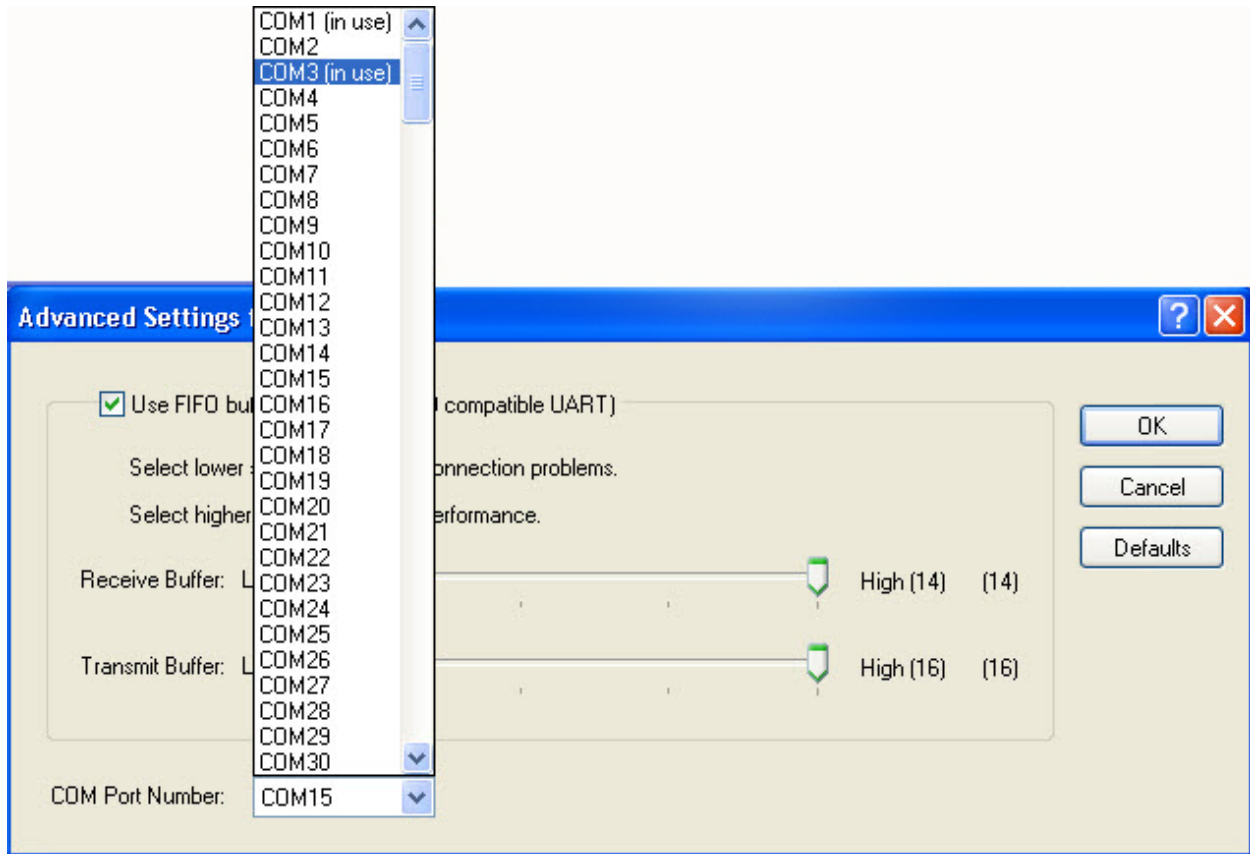 COM1 (in use)
COM2
COM3 (in use)
COM4
COM5
COM6
COM7
COM8
COM9
COM10
COM11
COM12
COM13
COM14
COM15
COM16
COM17
COM18
COM19
COM20
COM21
COM22
COM23
COM24
COM25
COM26
COM27
COM28
COM29
COM30
Advanced Settings
Use FIFO compatible UART)
Select lower connection problems.
Select higher performance.
Receive Buffer: High (14) (14)
Transmit Buffer: High (16) (16)
COM Port Number: COM15
OK
Cancel
Defaults